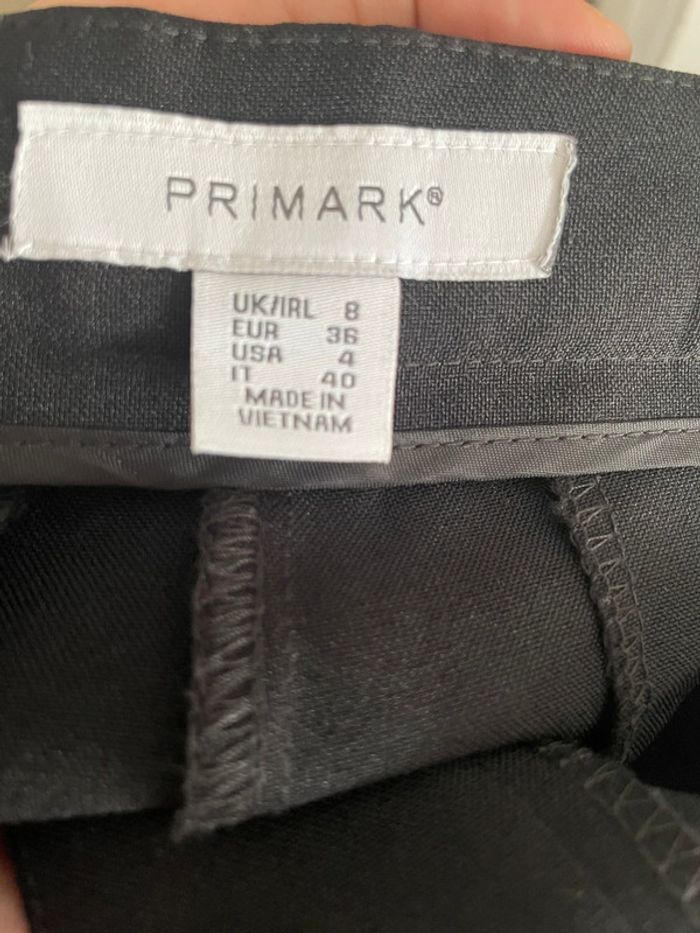 PRIMARK®
UK/IRL 8
EUR 36
USA 4
IT 40
MADE IN
VIETNAM